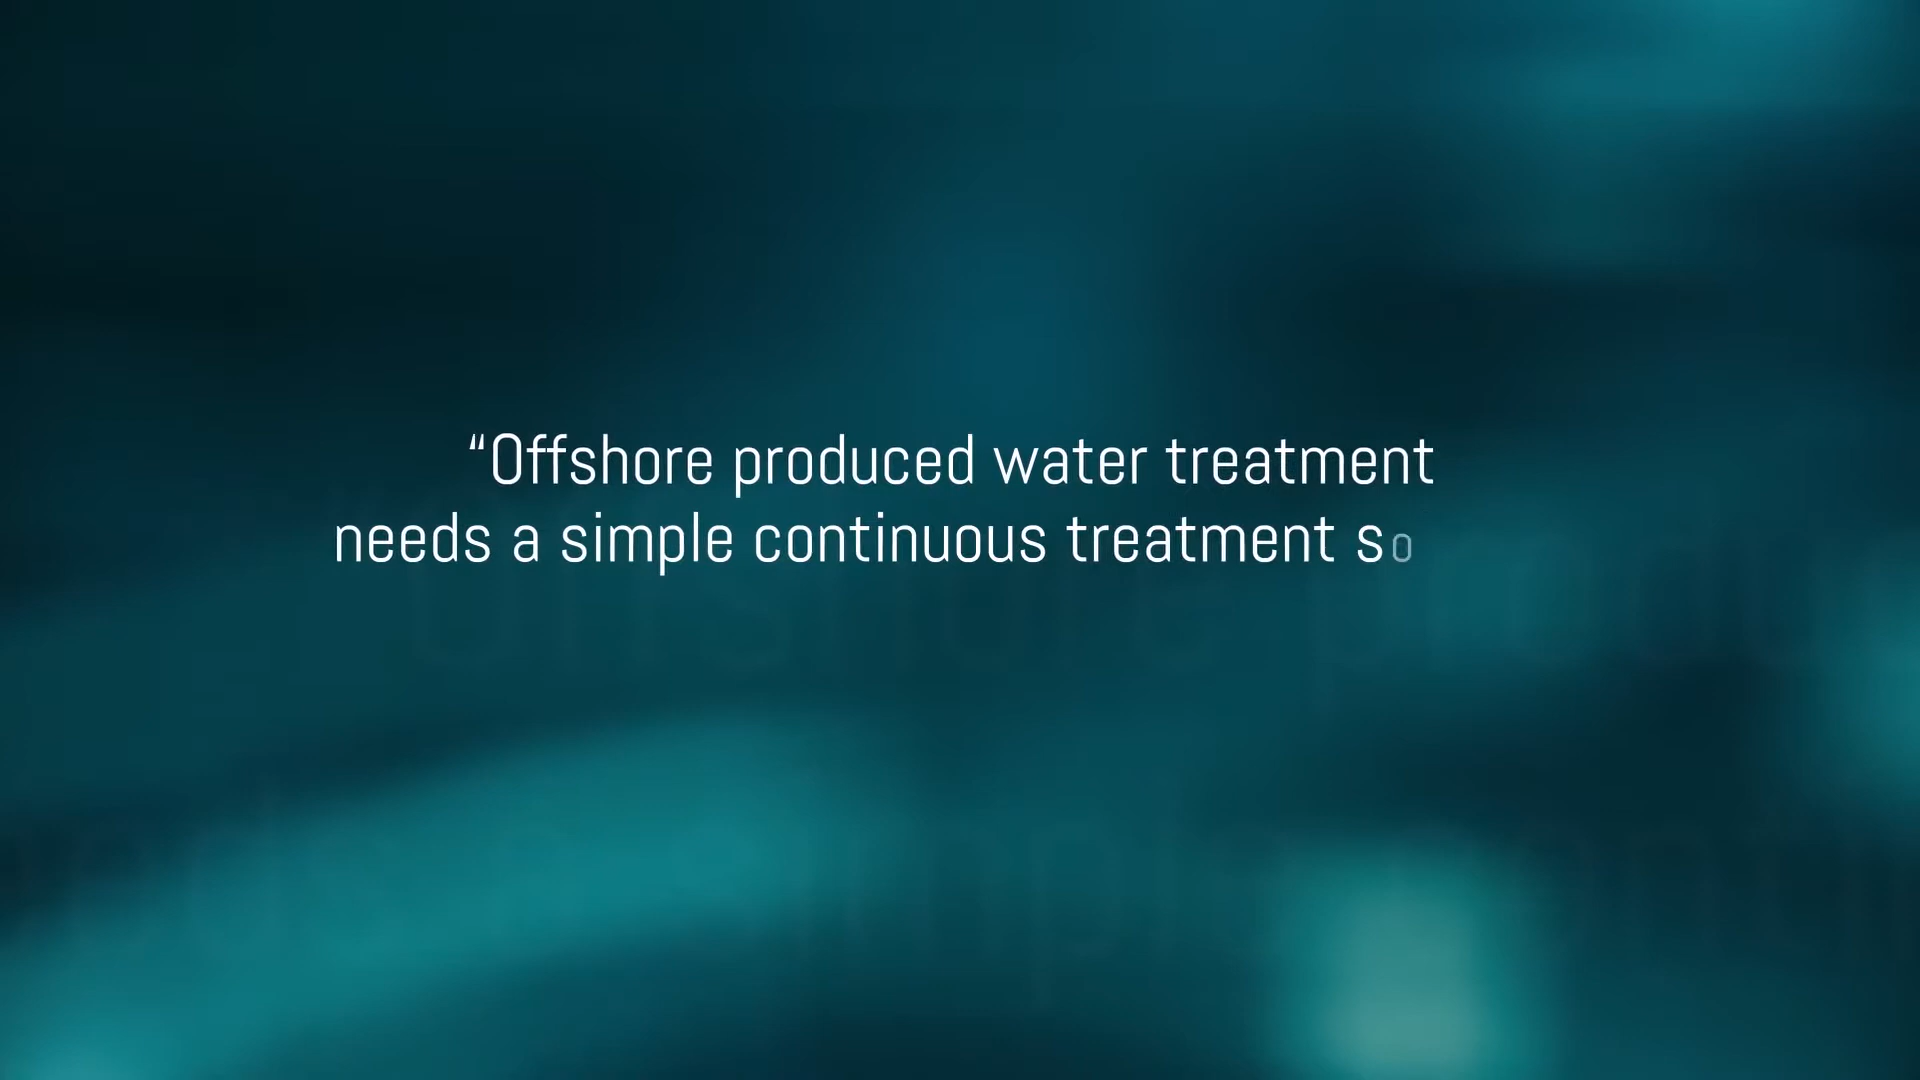 “Offshore produced water treatment
needs a simple continuous treatment so